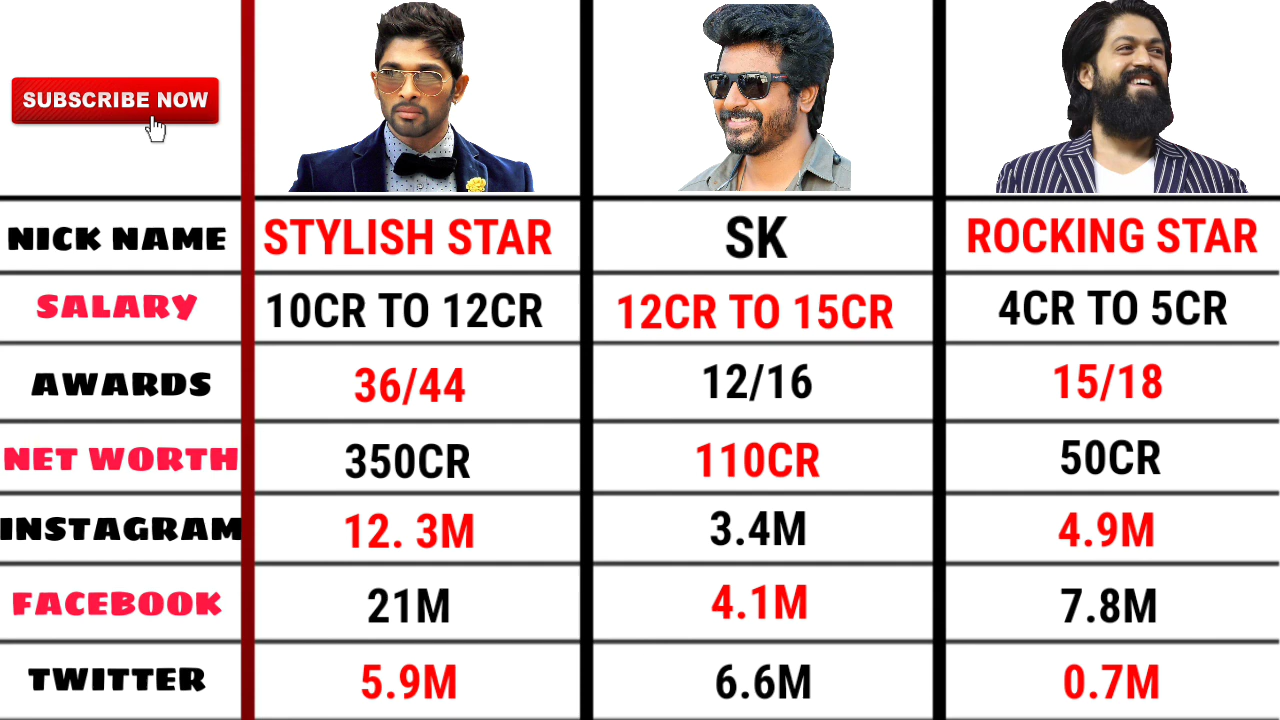 SUBSCRIBE NOW
NICK NAME STYLISH STAR SK ROCKING STAR
SALARY 10CR TO 12CR 12CR TO 15CR 4CR TO 5CR
AWARDS 36/44 12/16 15/18
NET WORTH 350CR 110CR 50CR
INSTAGRAM 12. 3M 3.4M 4.9M
FACEBOOK 21M 4.1M 7.8M
TWITTER 5.9M 6.6M 0.7M